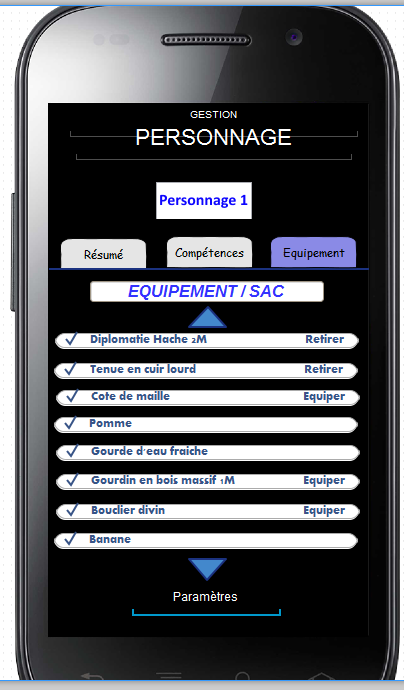 GESTION
PERSONNAGE
Personnage 1
Résumé Compétences Equipement
EQUIPEMENT / SAC
Diplomatie Hache 2M Retirer
Tenue en cuir lourd Retirer
Cote de maille Equiper
Pomme
Gourde d'eau fraiche
Gourdin en bois massif 1M Equiper
Bouclier divin Equiper
Banane
Paramètres